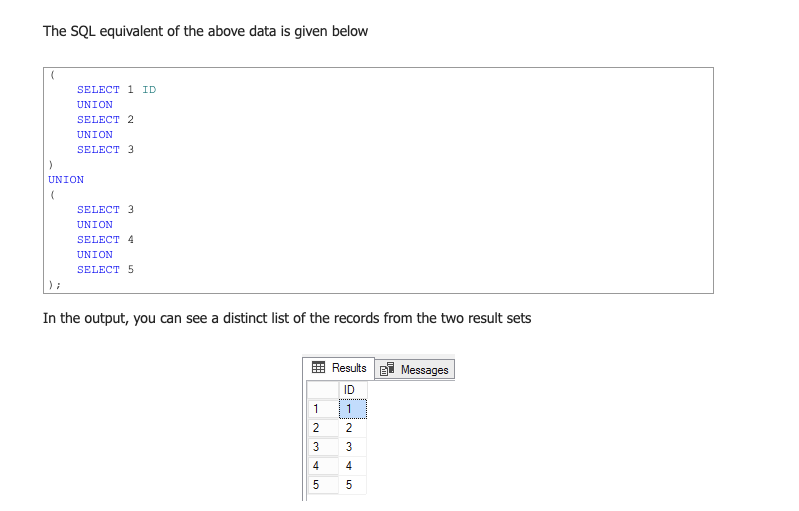 The SQL equivalent of the above data is given below
(
SELECT 1 ID
UNION
SELECT 2
UNION
SELECT 3
)
UNION
(
SELECT 3
UNION
SELECT 4
UNION
SELECT 5
);
In the output, you can see a distinct list of the records from the two result sets
Results Messages
ID
1 1
2 2
3 3
4 4
5 5